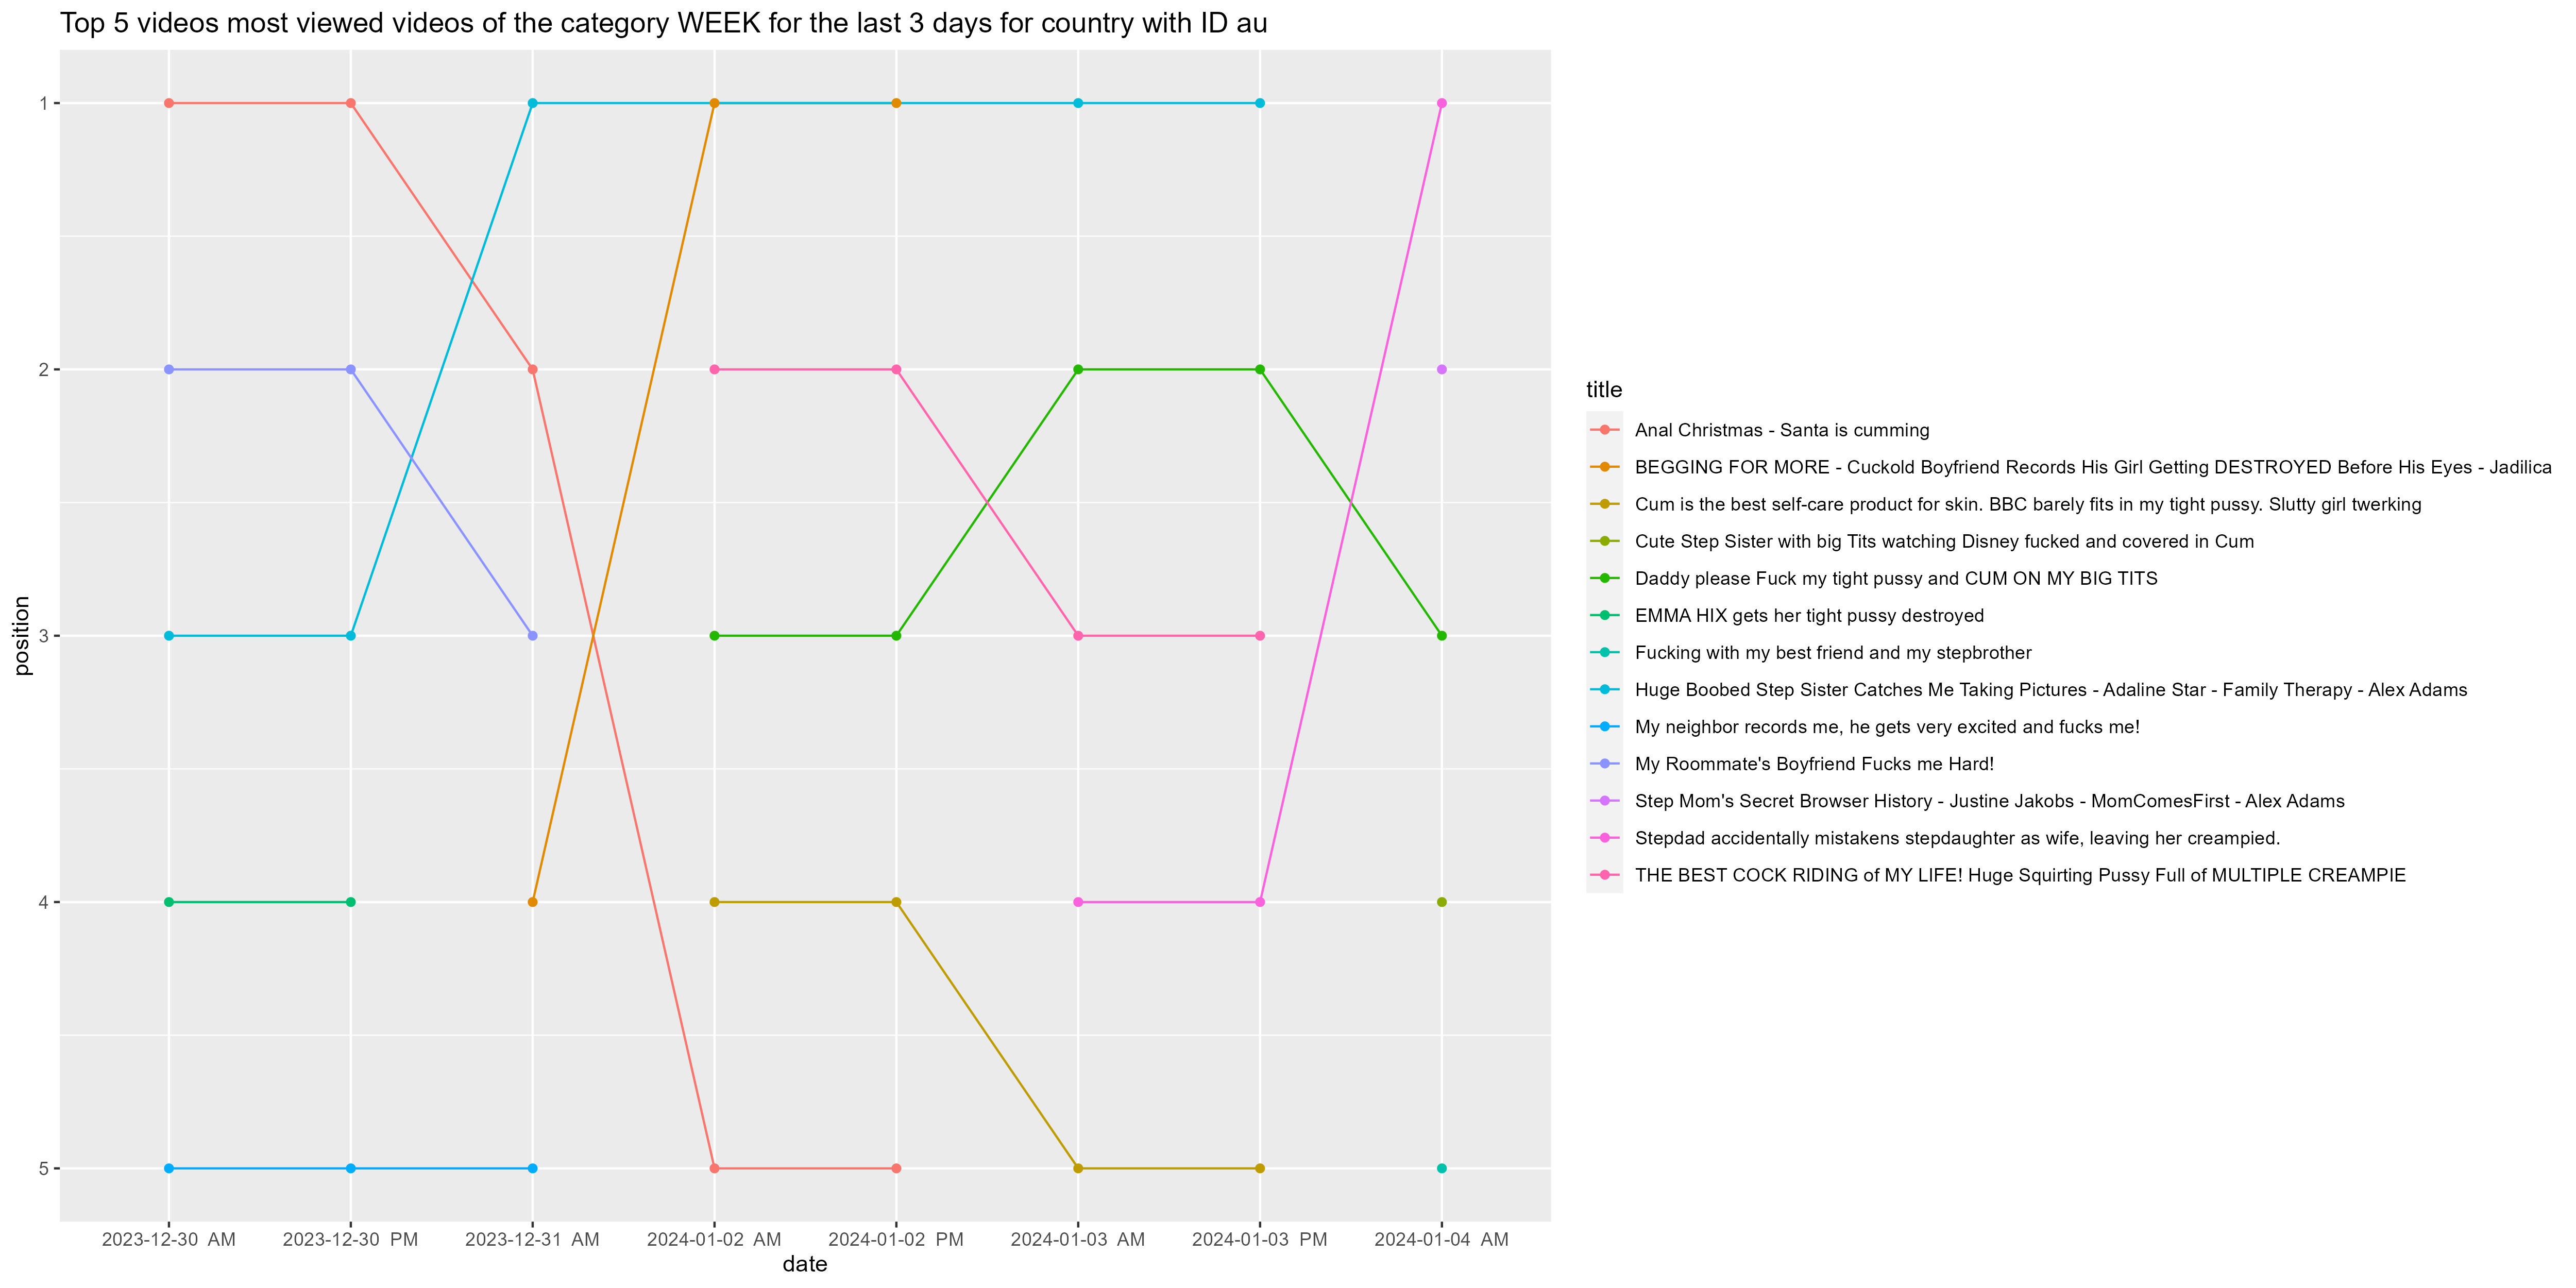 Top 5 videos most viewed videos of the category WEEK for the last 3 days for country with ID au
position
1
2
3
4
5
2023-12-30 AM
2023-12-30 PM
2023-12-31 AM
2024-01-02 AM
2024-01-02 PM
2024-01-03 AM
2024-01-03 PM
2024-01-04 AM
date
title
Anal Christmas - Santa is cumming
BEGGING FOR MORE - Cuckold Boyfriend Records His Girl Getting DESTROYED Before His Eyes - Jadilica
Cum is the best self-care product for skin. BBC barely fits in my tight pussy. Slutty girl twerking
Cute Step Sister with big Tits watching Disney fucked and covered in Cum
Daddy please Fuck my tight pussy and CUM ON MY BIG TITS
EMMA HIX gets her tight pussy destroyed
Fucking with my best friend and my stepbrother
Huge Boobed Step Sister Catches Me Taking Pictures - Adaline Star - Family Therapy - Alex Adams
My neighbor records me, he gets very excited and fucks me!
My Roommate's Boyfriend Fucks me Hard!
Step Mom's Secret Browser History - Justine Jakobs - MomComesFirst - Alex Adams
Stepdad accidentally mistakens stepdaughter as wife, leaving her creampied.
THE BEST COCK RIDING of MY LIFE! Huge Squirting Pussy Full of MULTIPLE CREAMPIE